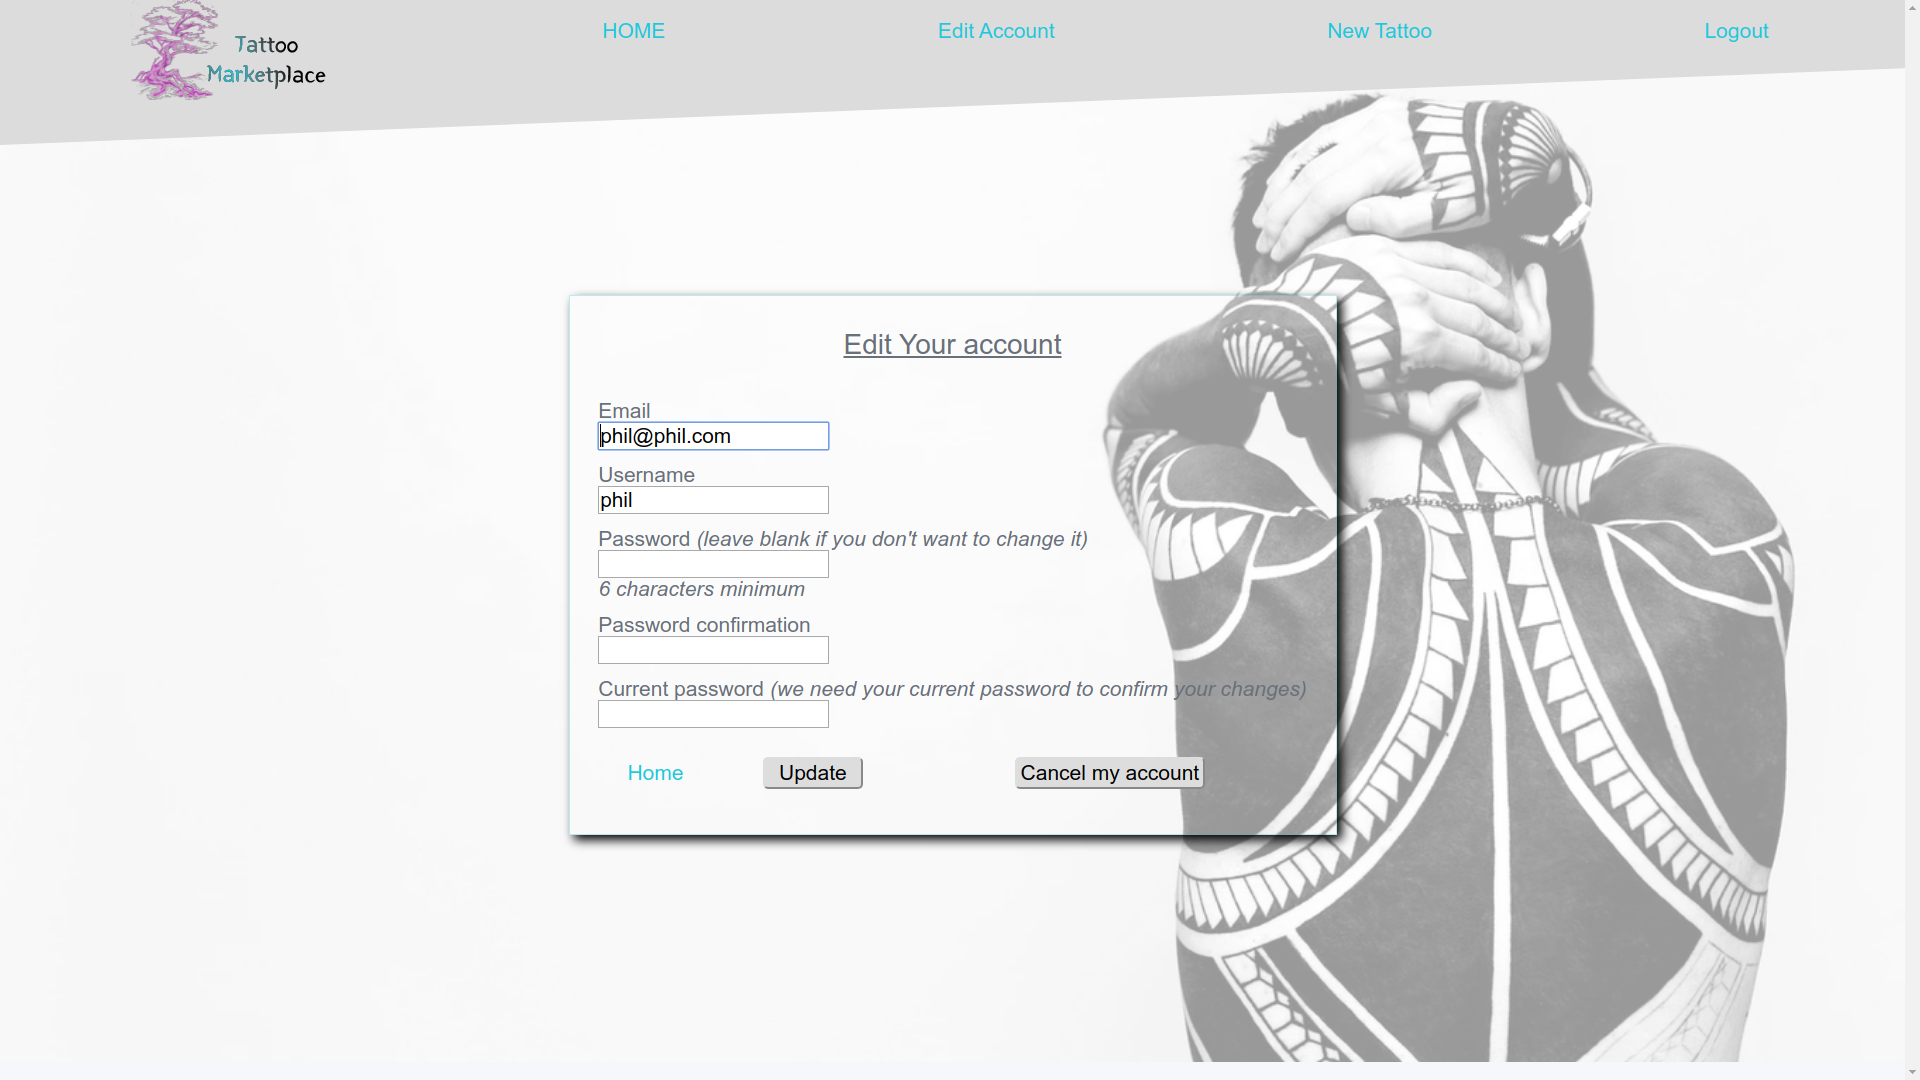 Tattoo
Marketplace
HOME
Edit Account
New Tattoo
Logout
Edit Your account
Email
phil@phil.com
Username
phil
Password (leave blank if you don't want to change it)
6 characters minimum
Password confirmation
Current password (we need your current password to confirm your changes)
Home
Update
Cancel my account